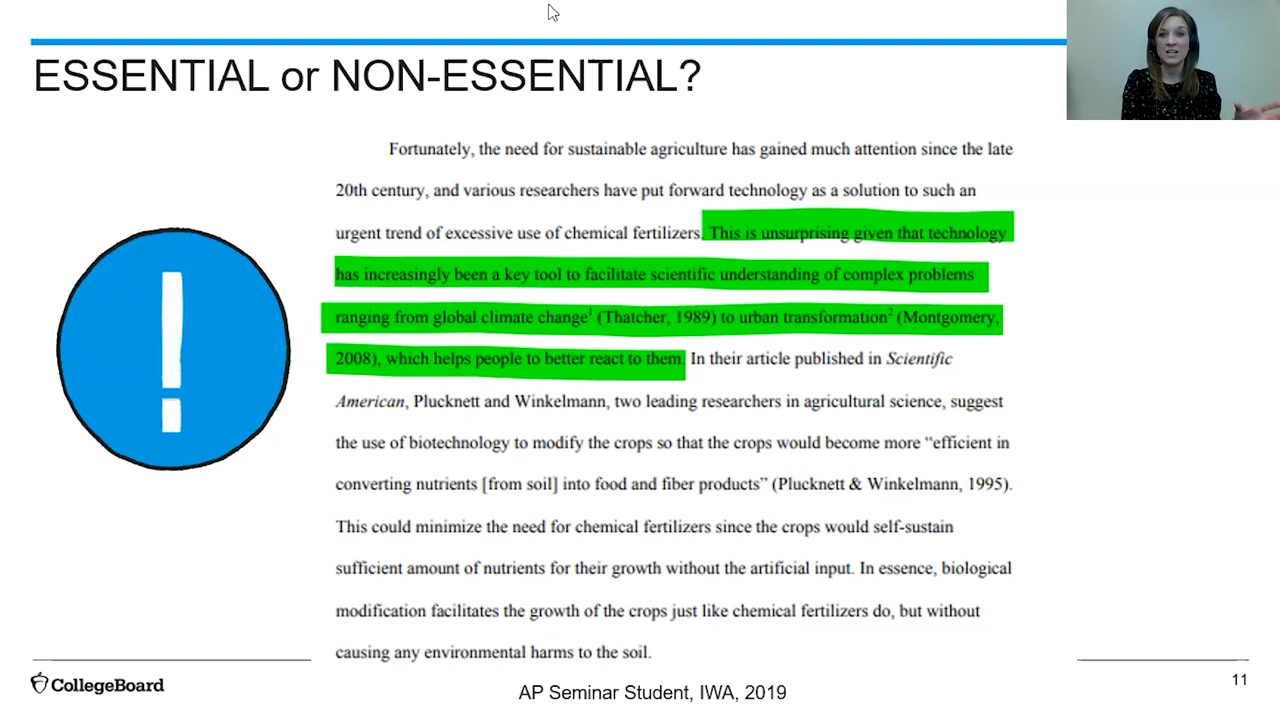 ESSENTIAL or NON-ESSENTIAL?
Fortunately, the need for sustainable agriculture has gained much attention since the late
20th century, and various researchers have put forward technology as a solution to such an
urgent trend of excessive use of chemical fertilizers. This is unsurprising given that technology
has increasingly been a key tool to facilitate scientific understanding of complex problems
ranging from global climate change¹ (Thatcher, 1989) to urban transformation² (Montgomery,
2008), which helps people to better react to them. In their article published in Scientific
American, Plucknett and Winkelmann, two leading researchers in agricultural science, suggest
the use of biotechnology to modify the crops so that the crops would become more “efficient in
converting nutrients [from soil] into food and fiber products” (Plucknett & Winkelmann, 1995).
This could minimize the need for chemical fertilizers since the crops would self-sustain
sufficient amount of nutrients for their growth without the artificial input. In essence, biological
modification facilitates the growth of the crops just like chemical fertilizers do, but without
causing any environmental harms to the soil.
CollegeBoard
AP Seminar Student, IWA, 2019
11